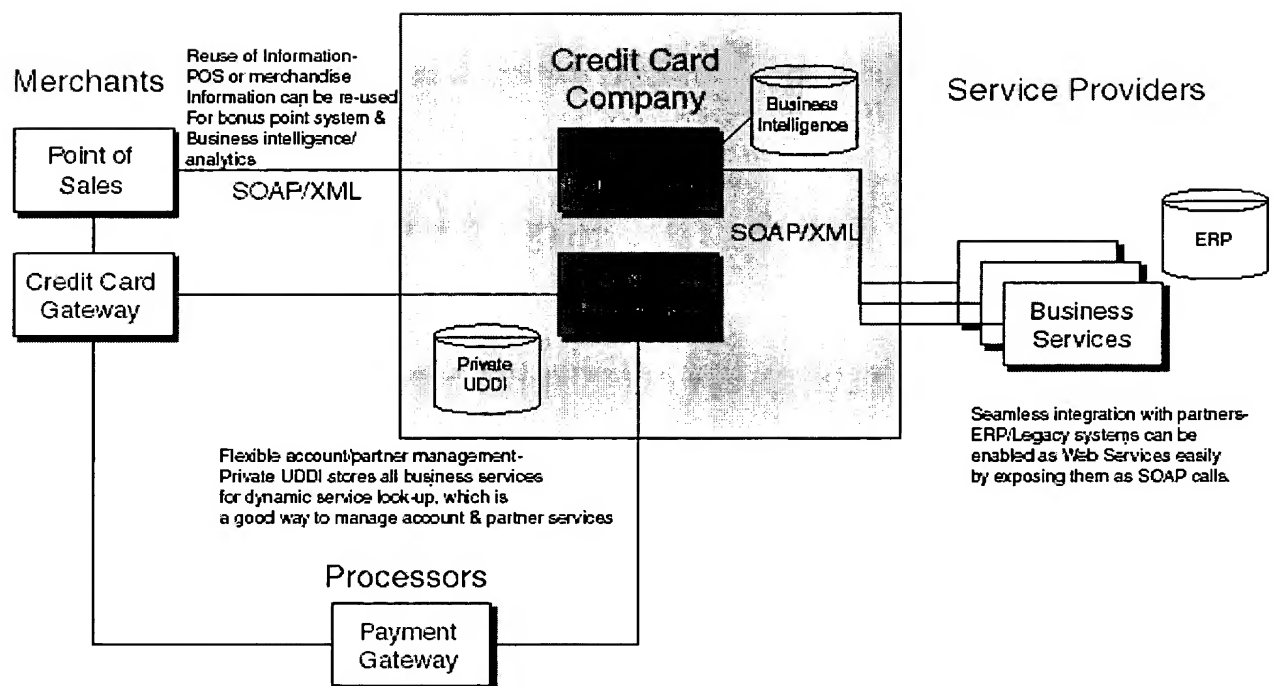 Merchants
Reuse of Information-
POS or merchandise
Information can be re-used
For bonus point system &
Business intelligence/
analytics
Point of
Sales
SOAP/XML
Credit Card
Gateway
Credit Card
Company
Business
Intelligence
SOAP/XML
Private
UDDI
Service Providers
ERP
Business
Services
Seamless integration with partners-
ERP/Legacy systems can be
enabled as Web Services easily
by exposing them as SOAP calls.
Flexible account/partner management-
Private UDDI stores all business services
for dynamic service look-up, which is
a good way to manage account & partner services
Processors
Payment
Gateway